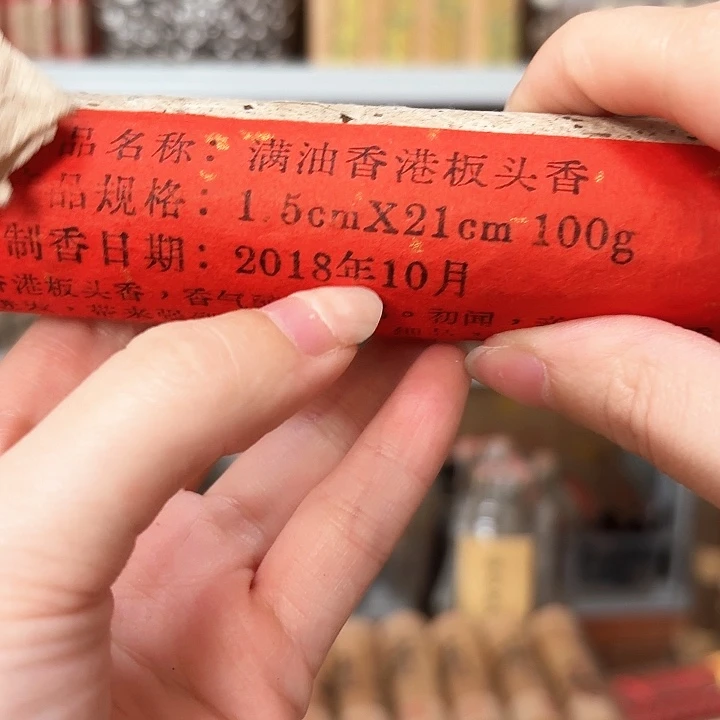 品名称：满油香港板头香
品规格：1.5cmX21cm 100g
制香日期：2018年10月
香港板头香，香气 。初闻，